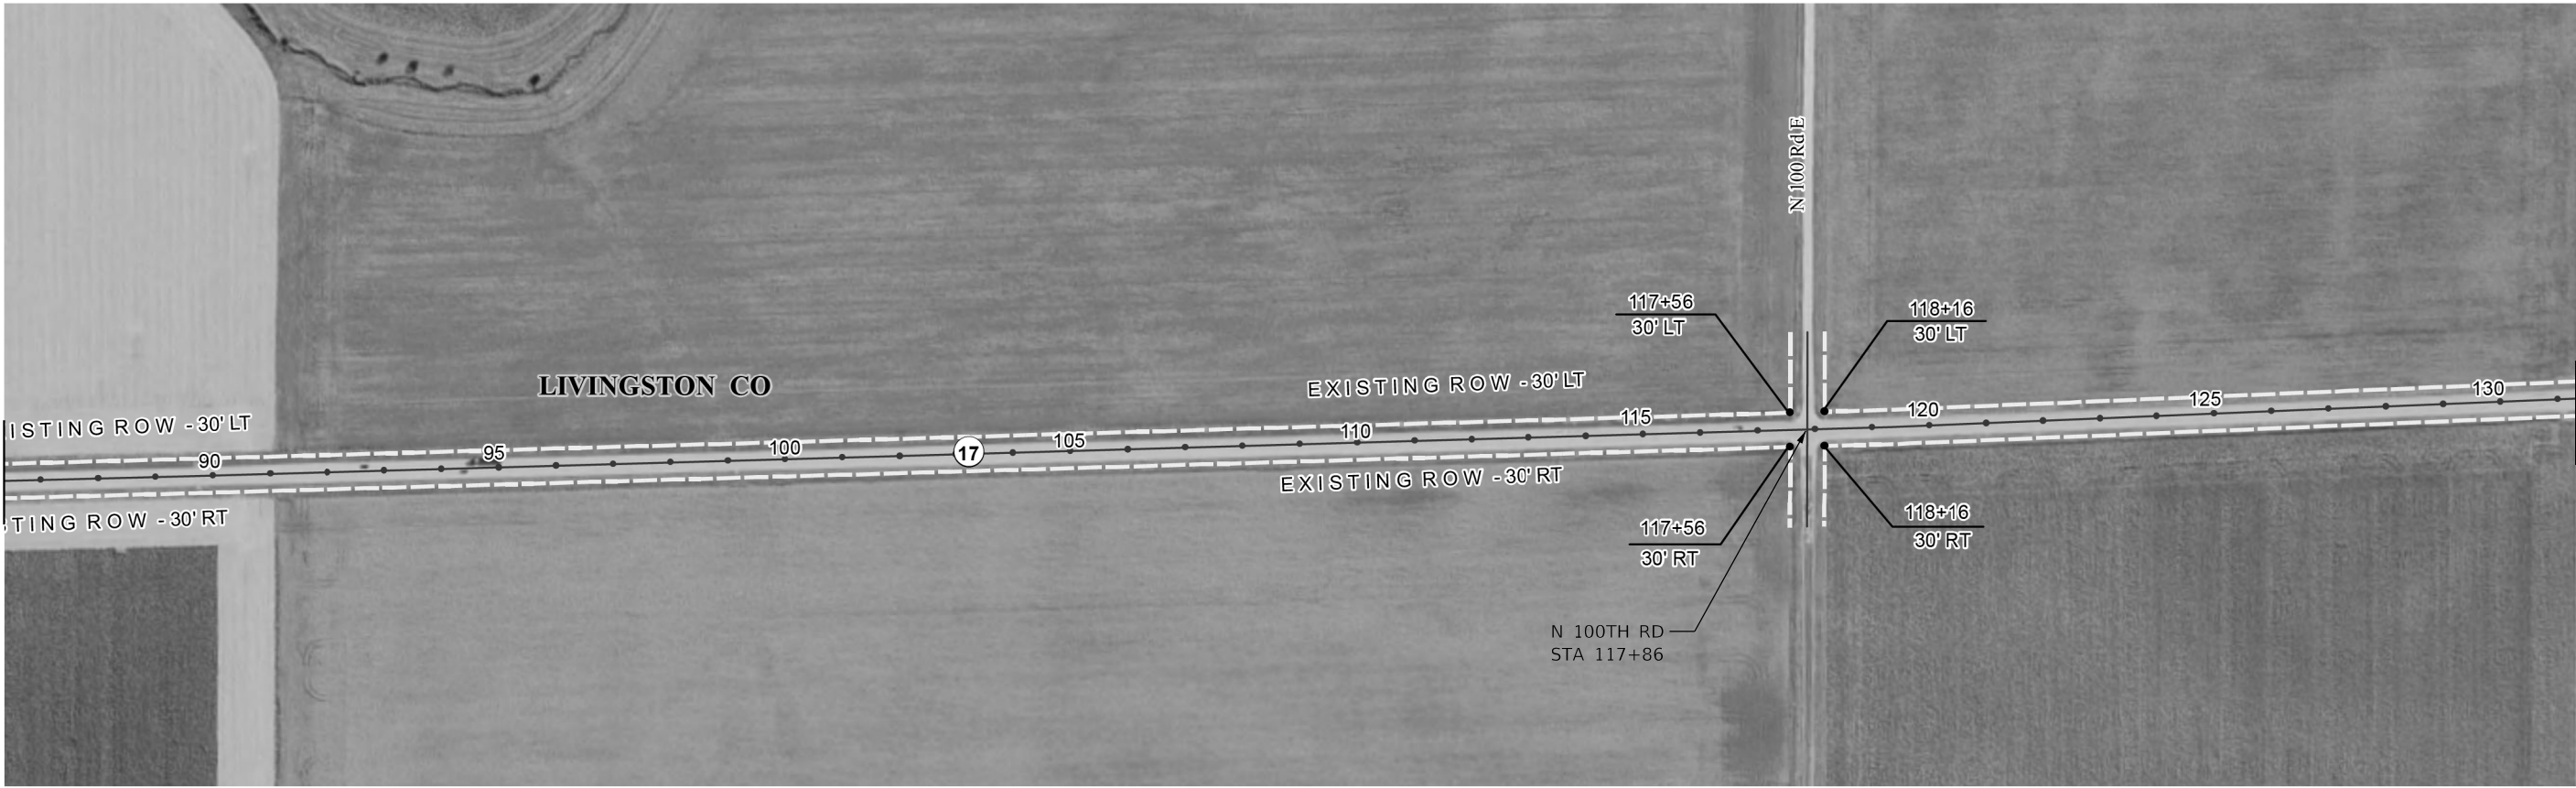 N 100 Rd E
117+56
30' LT
118+16
30' LT
LIVINGSTON CO
EXISTING ROW - 30' LT
ISTING ROW - 30' LT
90
95
100
17
105
110
115
120
125
130
EXISTING ROW - 30' RT
TING ROW - 30' RT
117+56
30' RT
118+16
30' RT
N 100TH RD
STA 117+86